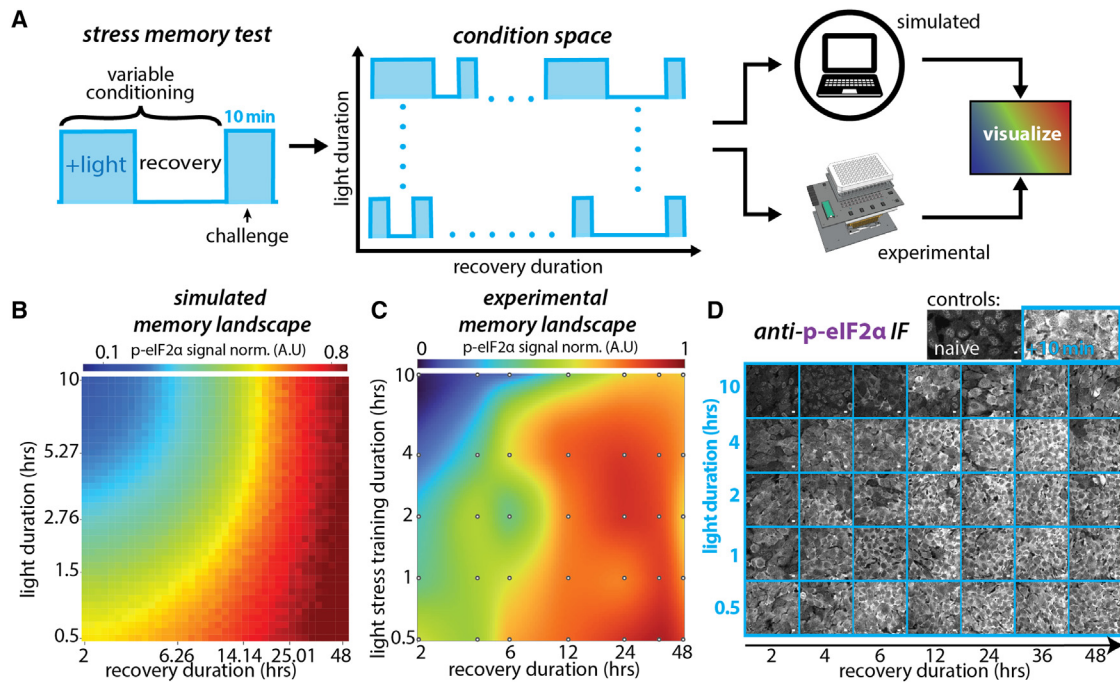 A
stress memory test
variable
conditioning
10 min
+light
recovery
challenge
condition space
light duration
recovery duration
simulated
visualize
experimental
B
simulated
memory landscape
p-eIF2α signal norm. (A.U)
0.1
0.8
light duration (hrs)
10
5.27
2.76
1.5
0.5
2
6.26
14.14
25.01
48
recovery duration (hrs)
C
experimental
memory landscape
p-eIF2α signal norm. (A.U)
0
1
light stress training duration (hrs)
10
4
2
1
0.5
2
6
12
24
48
recovery duration (hrs)
D
anti-p-eIF2α IF
controls:
naive
10 min
light duration (hrs)
10
4
2
1
0.5
2
4
6
12
24
36
48
recovery duration (hrs)